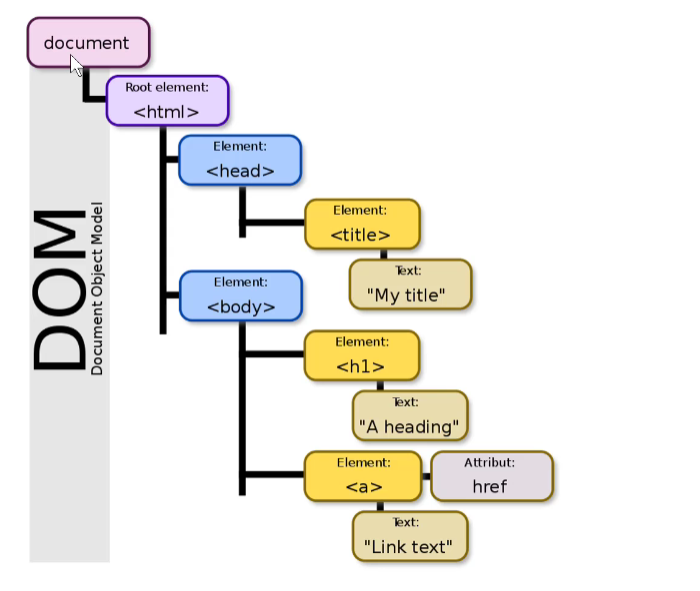 document
Root element:
<html>
Element:
<head>
Element:
<title>
Text:
"My title"
Element:
<body>
Element:
<h1>
Text:
"A heading"
Element:
<a>
Attribut:
href
Text:
"Link text"
DOM
Document Object Model